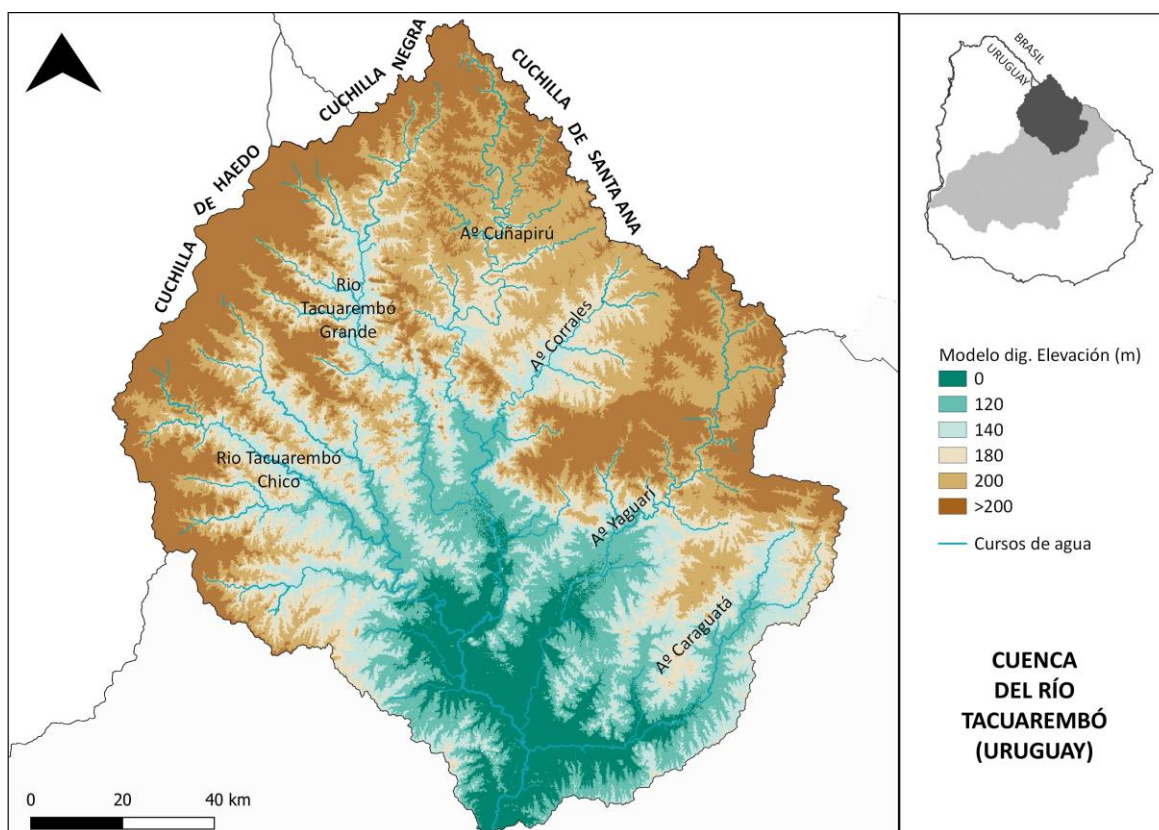 CUCHILLA NEGRA
CUCHILLA DE SANTA ANA
CUCHILLA DE HAEDO
Aº Cuñapirú
Rio
Tacuarembó
Grande
Aº Corrales
Rio Tacuarembó
Chico
Aº Yaguarí
Aº Caraguatá
0 20 40 km
BRASIL
URUGUAY
Modelo dig. Elevación (m)
0
120
140
180
200
>200
Cursos de agua
CUENCA
DEL RÍO
TACUAREMBÓ
(URUGUAY)